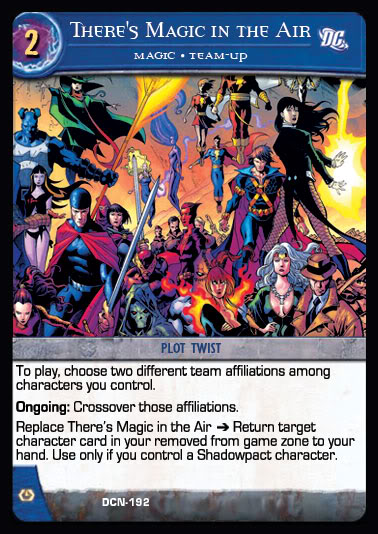 2
There's Magic in the Air
DC
MAGIC • TEAM-UP
PLOT TWIST
To play, choose two different team affiliations among
characters you control.
Ongoing: Crossover those affiliations.
Replace There's Magic in the Air ➔ Return target
character card in your removed from game zone to your
hand. Use only if you control a Shadowpact character.
DCN-192